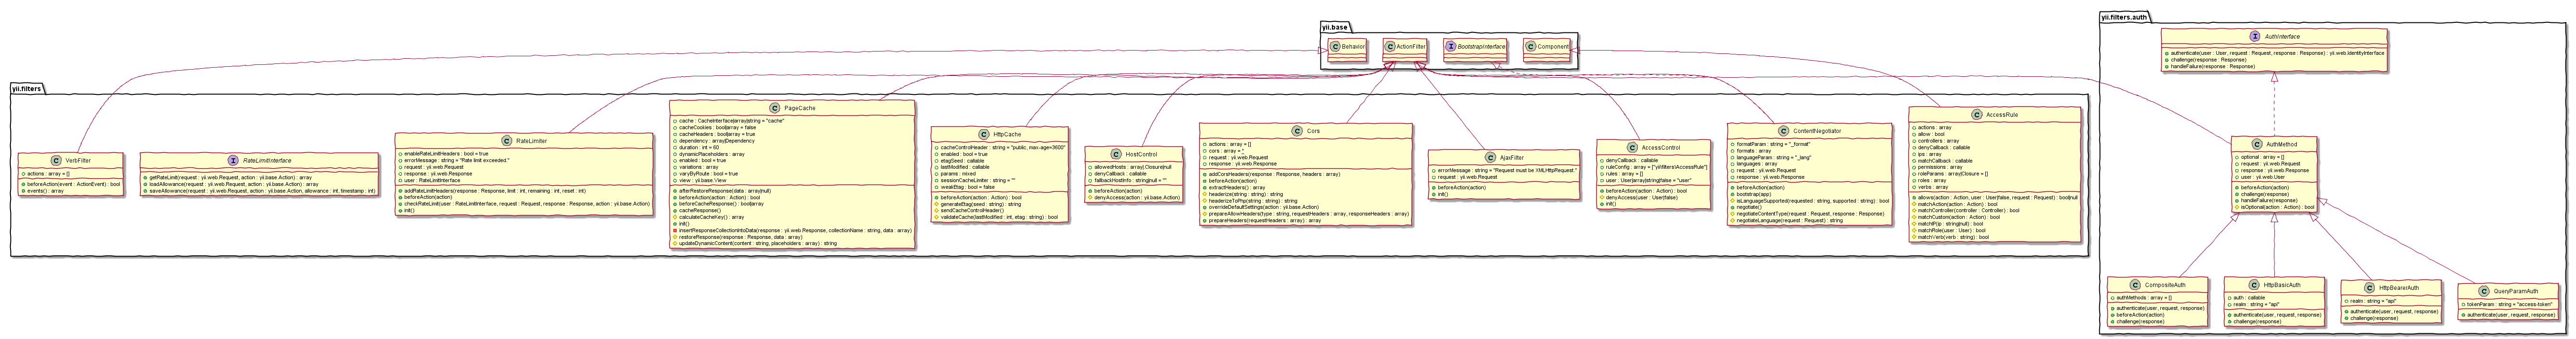 yii.base
Behavior
ActionFilter
BootstrapInterface
Component
yii.filters
VerbFilter
actions : array = []
beforeAction(event : ActionEvent) : bool
events() : array
RateLimitInterface
getRateLimit(request : yii.web.Request, action : yii.base.Action) : array
loadAllowance(request : yii.web.Request, action : yii.base.Action) : array
saveAllowance(request : yii.web.Request, action : yii.base.Action, allowance : int, timestamp : int)
RateLimiter
enableRateLimitHeaders : bool = true
errorMessage : string = "Rate limit exceeded."
request : yii.web.Request
response : yii.web.Response
user : RateLimitInterface
addRateLimitHeaders(response : Response, limit : int, remaining : int, reset : int)
beforeAction(action)
checkRateLimit(user : RateLimitInterface, request : Request, response : Response, action : yii.base.Action)
init()
PageCache
cache : CacheInterface|array|string = "cache"
cacheCookies : bool|array = false
cacheHeaders : bool|array = true
dependency : array|Dependency
duration : int = 60
dynamicPlaceholders : array
enabled : bool = true
variations : array
varyByRoute : bool = true
view : yii.base.View
afterRestoreResponse(data : array|null)
beforeAction(action : Action) : bool
beforeCacheResponse() : bool|array
cacheResponse()
calculateCacheKey() : array
init()
insertResponseCollectionIntoData(response : yii.web.Response, collectionName : string, data : array)
restoreResponse(response : Response, data : array)
updateDynamicContent(content : string, placeholders : array) : string
HttpCache
cacheControlHeader : string = "public, max-age=3600"
enabled : bool = true
etagSeed : callable
lastModified : callable
params : mixed
sessionCacheLimiter : string = ""
weakEtag : bool = false
beforeAction(action : Action) : bool
generateEtag(seed : string) : string
sendCacheControlHeader()
validateCache(lastModified : int, etag : string) : bool
HostControl
allowedHosts : array|Closure|null
denyCallback : callable
fallbackHostInfo : string|null = ""
beforeAction(action)
denyAccess(action : yii.base.Action)
Cors
actions : array = []
cors : array =
request : yii.web.Request
response : yii.web.Response
addCorsHeaders(response : Response, headers : array)
beforeAction(action)
extractHeaders() : array
headerize(string : string) : string
headerizeToPhp(string : string) : string
overrideDefaultSettings(action : yii.base.Action)
prepareAllowHeaders(type : string, requestHeaders : array, responseHeaders : array)
prepareHeaders(requestHeaders : array) : array
AjaxFilter
errorMessage : string = "Request must be XMLHttpRequest."
request : yii.web.Request
beforeAction(action)
init()
AccessControl
denyCallback : callable
ruleConfig : array = ["yii\filters\AccessRule"]
rules : array = []
user : User|array|string|false = "user"
beforeAction(action : Action) : bool
denyAccess(user : User|false)
init()
ContentNegotiator
formatParam : string = "_format"
formats : array
languageParam : string = "_lang"
languages : array
request : yii.web.Request
response : yii.web.Response
beforeAction(action)
bootstrap(app)
isLanguageSupported(requested : string, supported : string) : bool
negotiate()
negotiateContentType(request : Request, response : Response)
negotiateLanguage(request : Request) : string
AccessRule
actions : array
allow : bool
controllers : array
denyCallback : callable
ips : array
matchCallback : callable
permissions : array
roleParams : array|Closure = []
roles : array
verbs : array
allows(action : Action, user : User|false, request : Request) : bool|null
matchAction(action : Action) : bool
matchController(controller : Controller) : bool
matchCustom(action : Action) : bool
matchIP(ip : string|null) : bool
matchRole(user : User) : bool
matchVerb(verb : string) : bool
yii.filters.auth
AuthInterface
authenticate(user : User, request : Request, response : Response) : yii.web.IdentityInterface
challenge(response : Response)
handleFailure(response : Response)
AuthMethod
optional : array = []
request : yii.web.Request
response : yii.web.Response
user : yii.web.User
beforeAction(action)
challenge(response)
handleFailure(response)
isOptional(action : Action) : bool
CompositeAuth
authMethods : array = []
authenticate(user, request, response)
beforeAction(action)
challenge(response)
HttpBasicAuth
auth : callable
realm : string = "api"
authenticate(user, request, response)
challenge(response)
HttpBearerAuth
realm : string = "api"
authenticate(user, request, response)
challenge(response)
QueryParamAuth
tokenParam : string = "access-token"
authenticate(user, request, response)